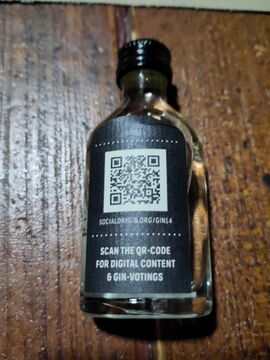 SOCIALDRYGIN.ORG/GIN14
SCAN THE QR-CODE
FOR DIGITAL CONTENT
& GIN-VOTINGS